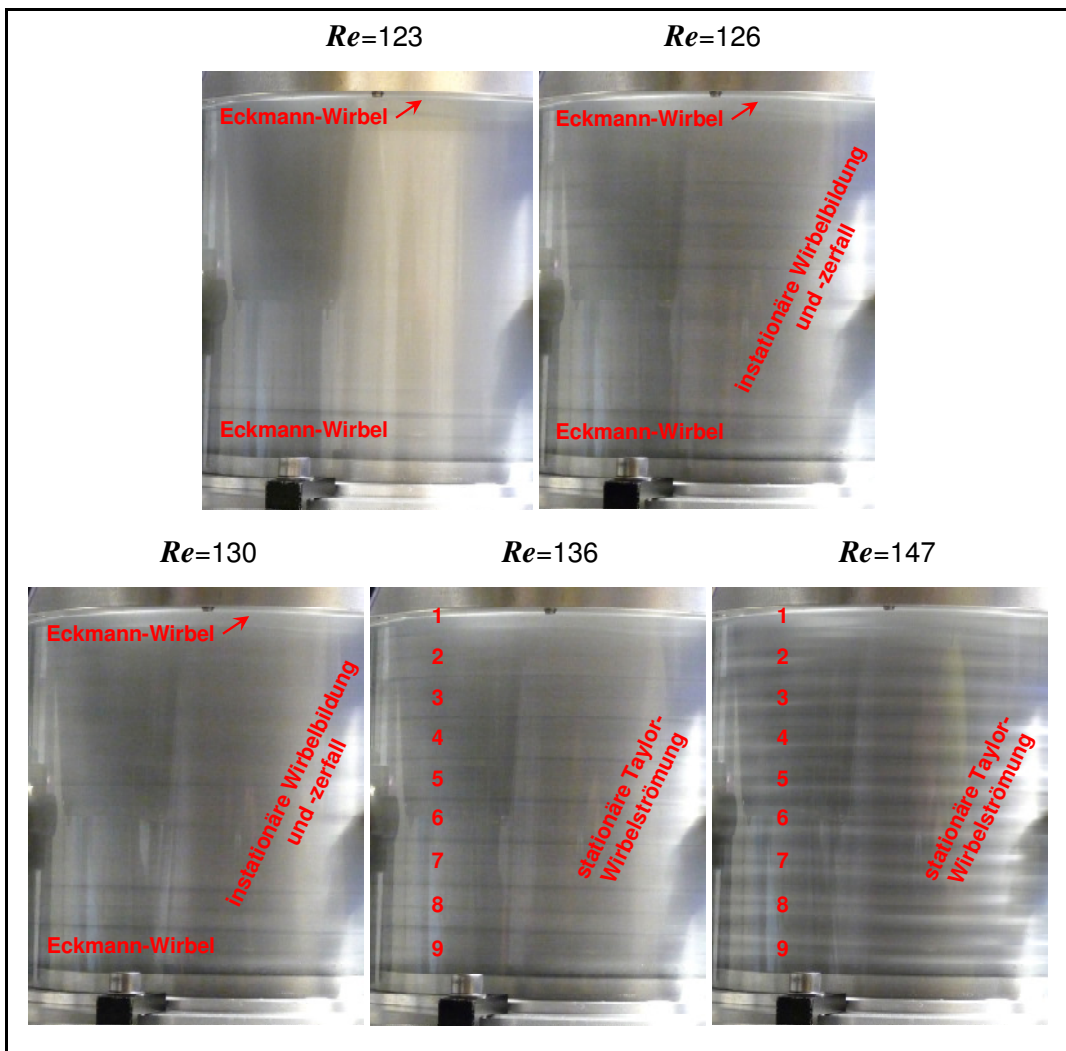 Re=123
Re=126
Eckmann-Wirbel
Eckmann-Wirbel
instationäre Wirbelbildung
und -zerfall
Eckmann-Wirbel
Eckmann-Wirbel
Re=130
Re=136
Re=147
Eckmann-Wirbel
instationäre Wirbelbildung
und -zerfall
Eckmann-Wirbel
1
2
3
4
5
6
7
8
9
stationäre Taylor-
Wirbelströmung
1
2
3
4
5
6
7
8
9
stationäre Taylor-
Wirbelströmung